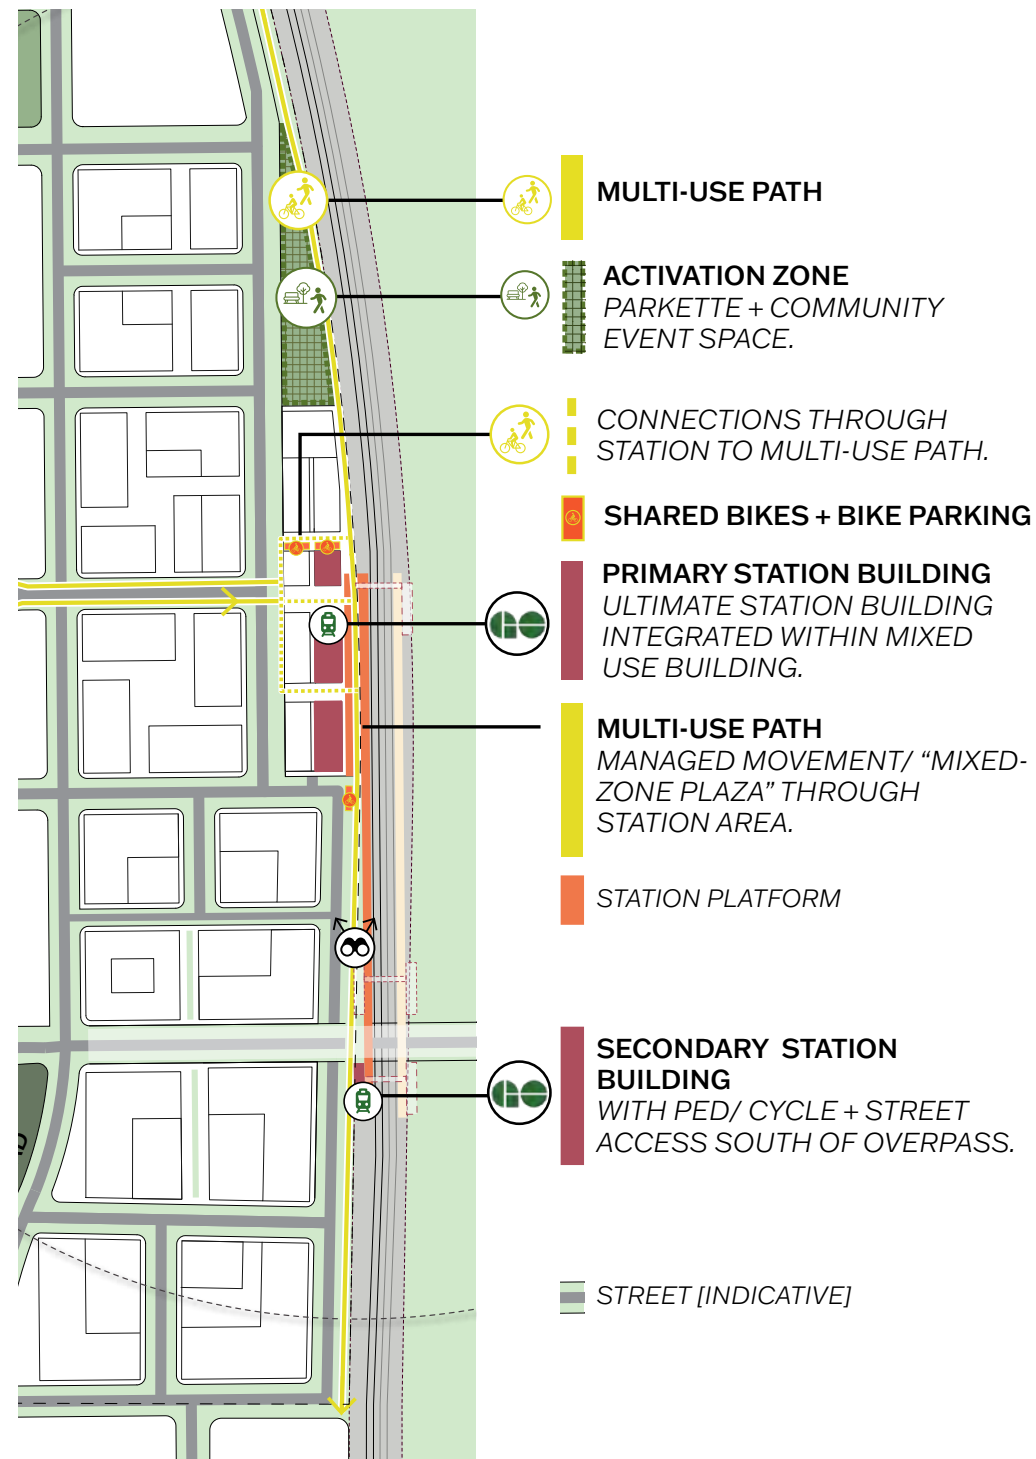 MULTI-USE PATH
ACTIVATION ZONE
PARKETTE + COMMUNITY
EVENT SPACE.
CONNECTIONS THROUGH
STATION TO MULTI-USE PATH.
SHARED BIKES + BIKE PARKING
PRIMARY STATION BUILDING
ULTIMATE STATION BUILDING
INTEGRATED WITHIN MIXED
USE BUILDING.
GO
MULTI-USE PATH
MANAGED MOVEMENT/ “MIXED-
ZONE PLAZA” THROUGH
STATION AREA.
STATION PLATFORM
SECONDARY STATION
BUILDING
WITH PED/ CYCLE + STREET
ACCESS SOUTH OF OVERPASS.
GO
STREET [INDICATIVE]